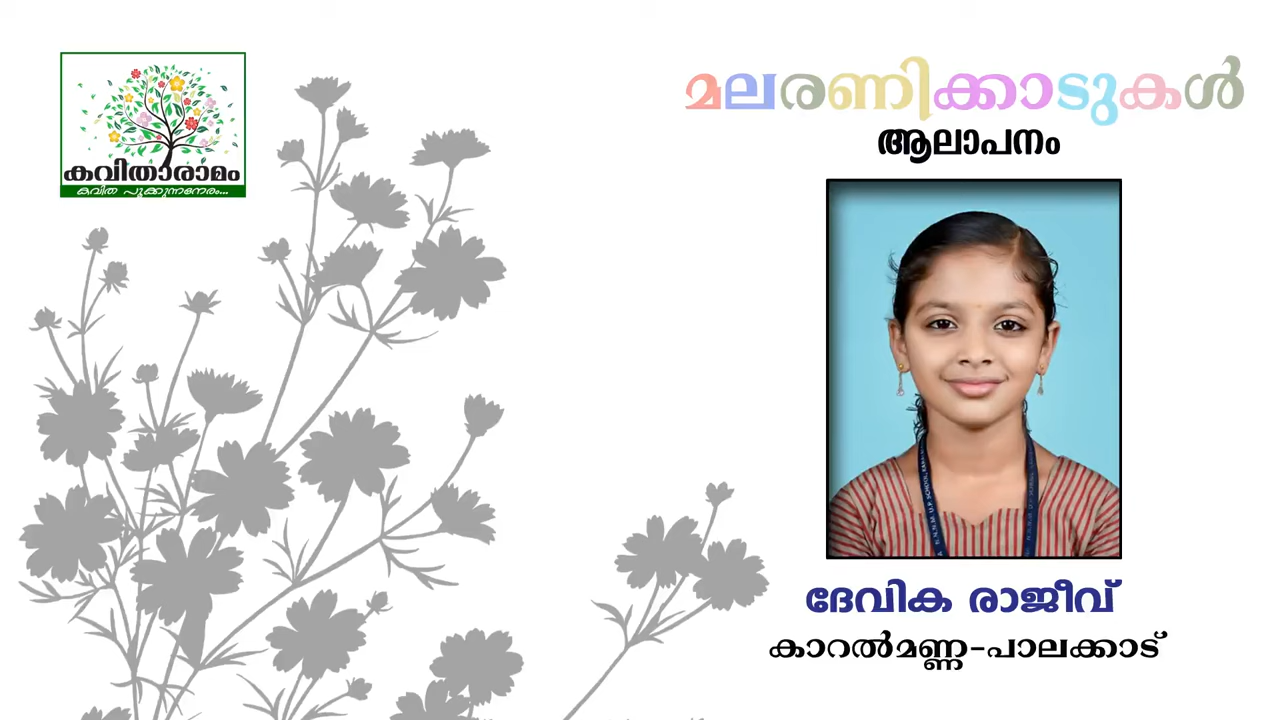 കവിതാരാമം
കവിത പൂക്കുന്നനേരം...
മലരണിക്കാടുകൾ
ആലാപനം
ദേവിക രാജീവ്
കാറൽമണ്ണ-പാലക്കാട്